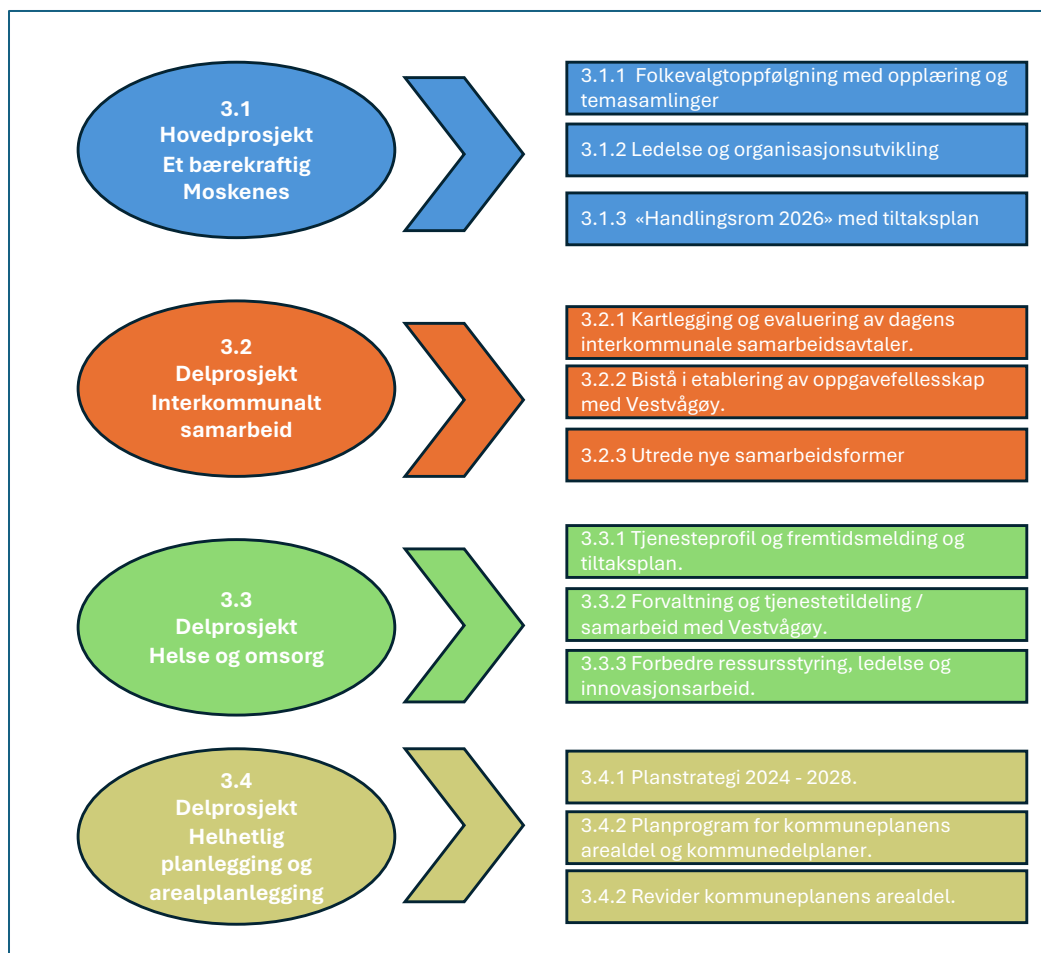 3.1
Hovedprosjekt
Et bærekraftig
Moskenes
3.1.1  Folkevalgtoppfølgning med opplæring og
temasamlinger
3.1.2 Ledelse og organisasjonsutvikling
3.1.3  «Handlingsrom 2026» med tiltaksplan
3.2
Delprosjekt
Interkommunalt
samarbeid
3.2.1 Kartlegging og evaluering av dagens
interkommunale samarbeidsavtaler.
3.2.2 Bistå i etablering av oppgavefellesskap
med Vestvågøy.
3.2.3 Utrede nye samarbeidsformer
3.3
Delprosjekt
Helse og omsorg
3.3.1 Tjenesteprofil og fremtidsmelding og
tiltaksplan.
3.3.2 Forvaltning og tjenestetildeling /
samarbeid med Vestvågøy.
3.3.3 Forbedre ressursstyring, ledelse og
innovasjonsarbeid.
3.4
Delprosjekt
Helhetlig
planlegging og
arealplanlegging
3.4.1 Planstrategi 2024 - 2028.
3.4.2 Planprogram for kommuneplanens
arealdel og kommunedelplaner.
3.4.2 Revider kommuneplanens arealdel.